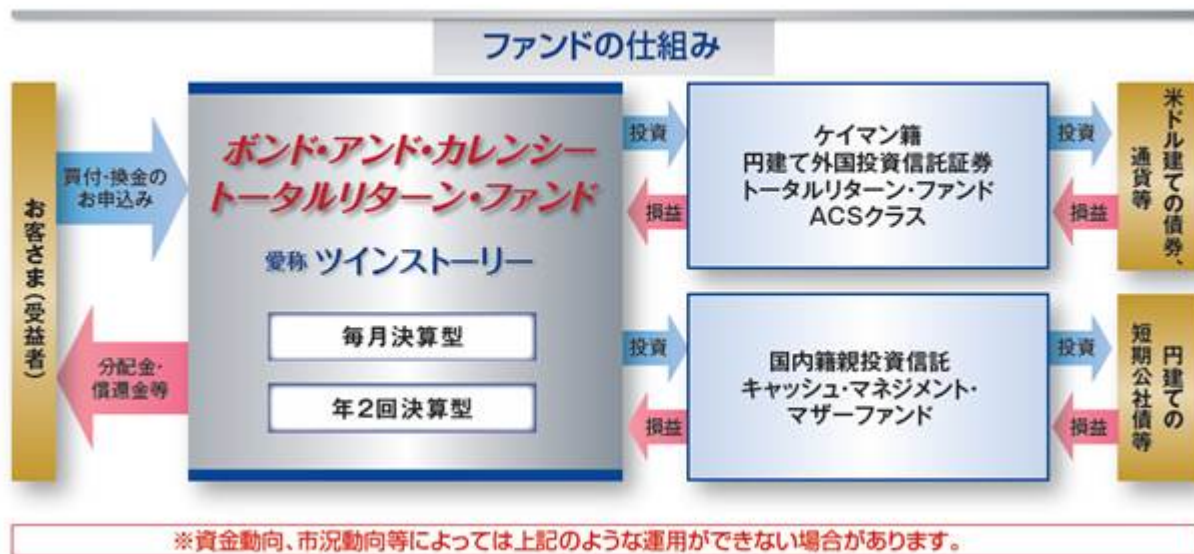 ファンドの仕組み
お客さま(受益者)
買付・換金の
お申込み
分配金・
償還金等
ボンド・アンド・カレンシー
トータルリターン・ファンド
愛称 ツインストーリー
毎月決算型
年2回決算型
投資
損益
ケイマン籍
円建て外国投資信託証券
トータルリターン・ファンド
ACSクラス
投資
損益
米ドル建ての債券、
通貨等
投資
損益
国内籍親投資信託
キャッシュ・マネジメント・
マザーファンド
投資
損益
円建ての
短期公社債等
※資金動向、市況動向等によっては上記のような運用ができない場合があります。